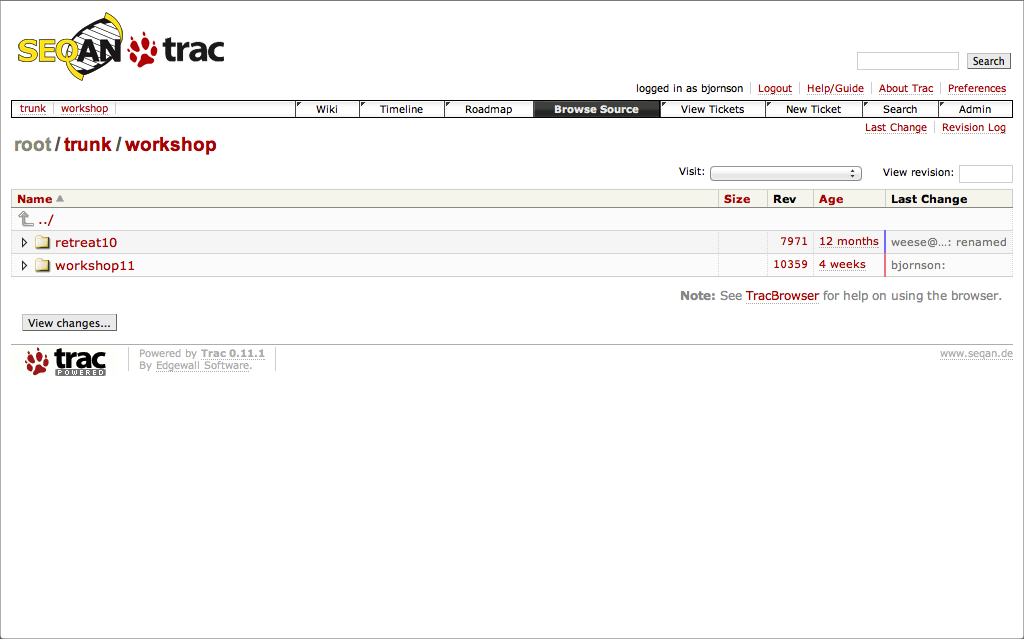 SEQAN trac
Search
logged in as bjornson Logout Help/Guide About Trac Preferences
trunk workshop Wiki Timeline Roadmap Browse Source View Tickets New Ticket Search Admin
Last Change Revision Log
root / trunk / workshop
Visit: View revision:
Name Size Rev Age Last Change
../
retreat10 7971 12 months weese@…: renamed
workshop11 10359 4 weeks bjornson:
Note: See TracBrowser for help on using the browser.
View changes...
trac POWERED
Powered by Trac 0.11.1
By Edgewall Software.
www.seqan.de